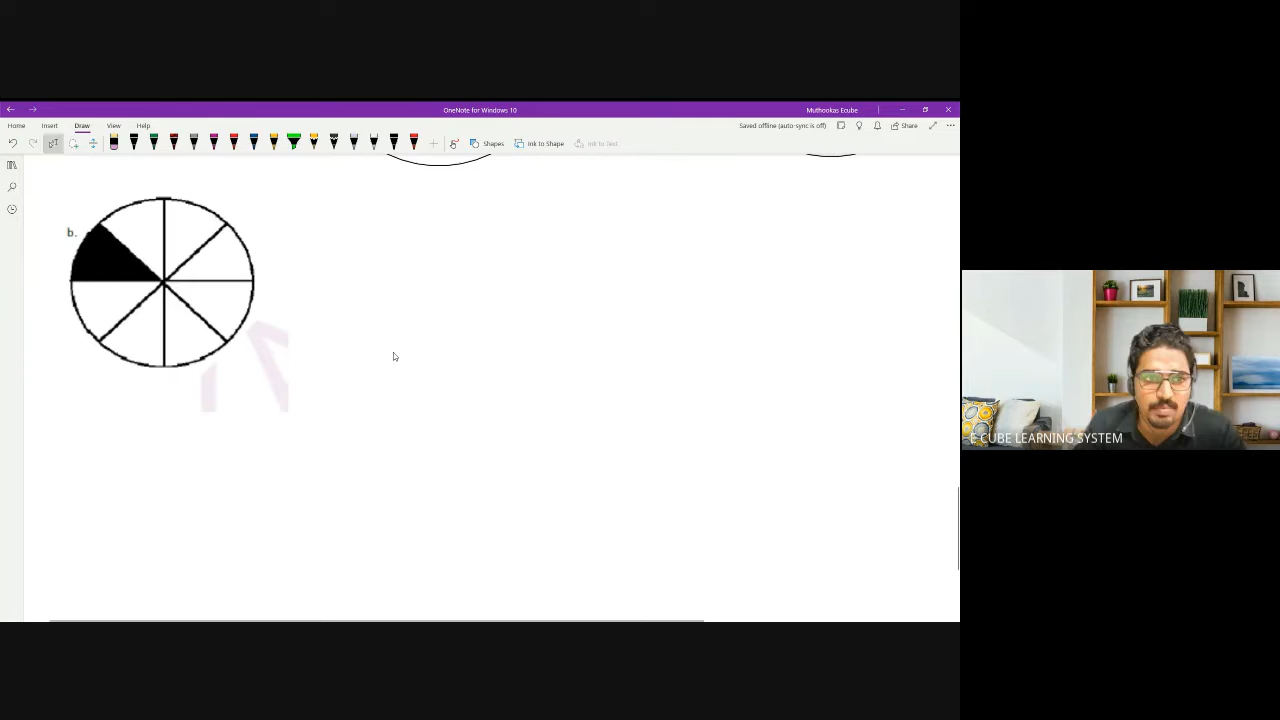 OneNote for Windows 10
Muthookas Ecube
Home Insert Draw View Help
Saved offline (auto-sync is off)
Share
Shapes
Ink to Shape
Ink to Text
b.
E CUBE LEARNING SYSTEM